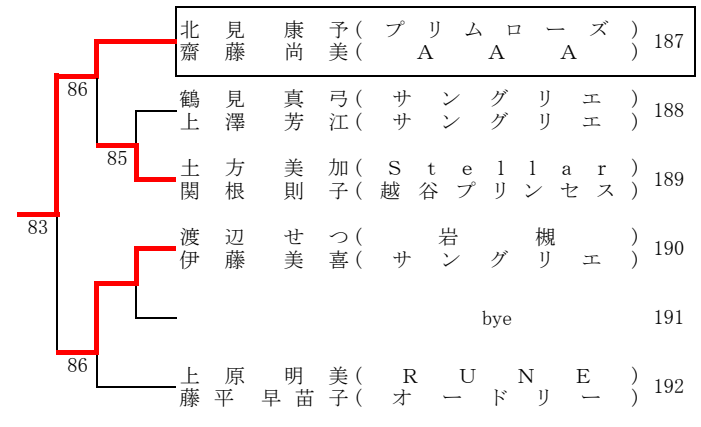 北見 康予(プリムローズ) 187
齋藤 尚美(AAA)
86
鶴見 真弓(サングリエ) 188
上澤 芳江(サングリエ)
85
土方 美加(Stellar) 189
関根 則子(越谷プリンセス)
83
渡辺 せつ(岩槻) 190
伊藤 美喜(サングリエ)
bye 191
86
上原 明美(RUNE) 192
藤平 早苗子(オードリー)